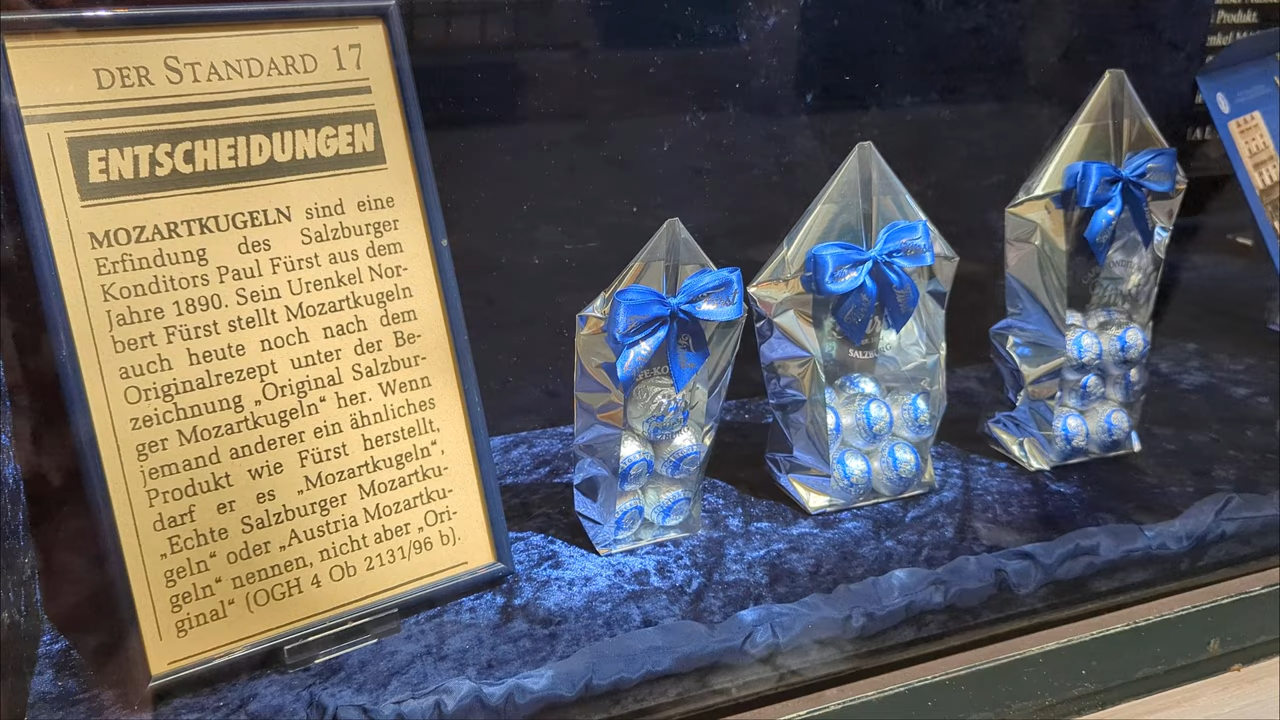 DER STANDARD 17
ENTSCHEIDUNGEN
MOZARTKUGELN sind eine
Erfindung des Salzburger
Konditors Paul Fürst aus dem
Jahre 1890. Sein Urenkel Nor-
bert Fürst stellt Mozartkugeln
auch heute noch nach dem
Originalrezept unter der Be-
zeichnung „Original Salzbur-
ger Mozartkugeln“ her. Wenn
jemand anderer ein ähnliches
Produkt wie Fürst herstellt,
darf er es „Mozartkugeln“,
„Echte Salzburger Mozartku-
geln“ oder „Austria Mozartku-
geln“ nennen, nicht aber „Ori-
ginal“ (OGH 4 Ob 2131/96 b).
Fürst
SALZBURG
Produkt.